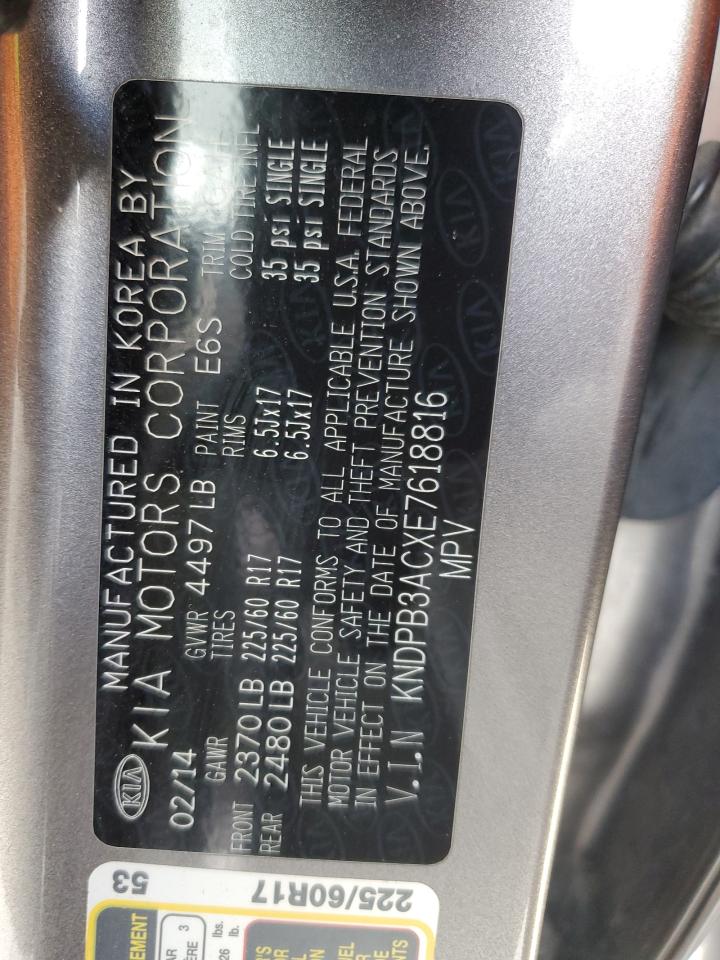 KIA
MANUFACTURED IN KOREA BY
KIA MOTORS CORPORATION
02/14 GVWR 4497 LB PAINT E6S TRIM
GAWR TIRES RIMS COLD TIRE INFL
FRONT 2370LB 225/60 R17 6.5Jx17 35 psi SINGLE
REAR 2480LB 225/60 R17 6.5Jx17 35 psi SINGLE
THIS VEHICLE CONFORMS TO ALL APPLICABLE U.S.A. FEDERAL
MOTOR VEHICLE SAFETY AND THEFT PREVENTION STANDARDS
IN EFFECT ON THE DATE OF MANUFACTURE SHOWN ABOVE.
V.I.N KNDPB3ACXE7618816
MPV
53
225/60R17